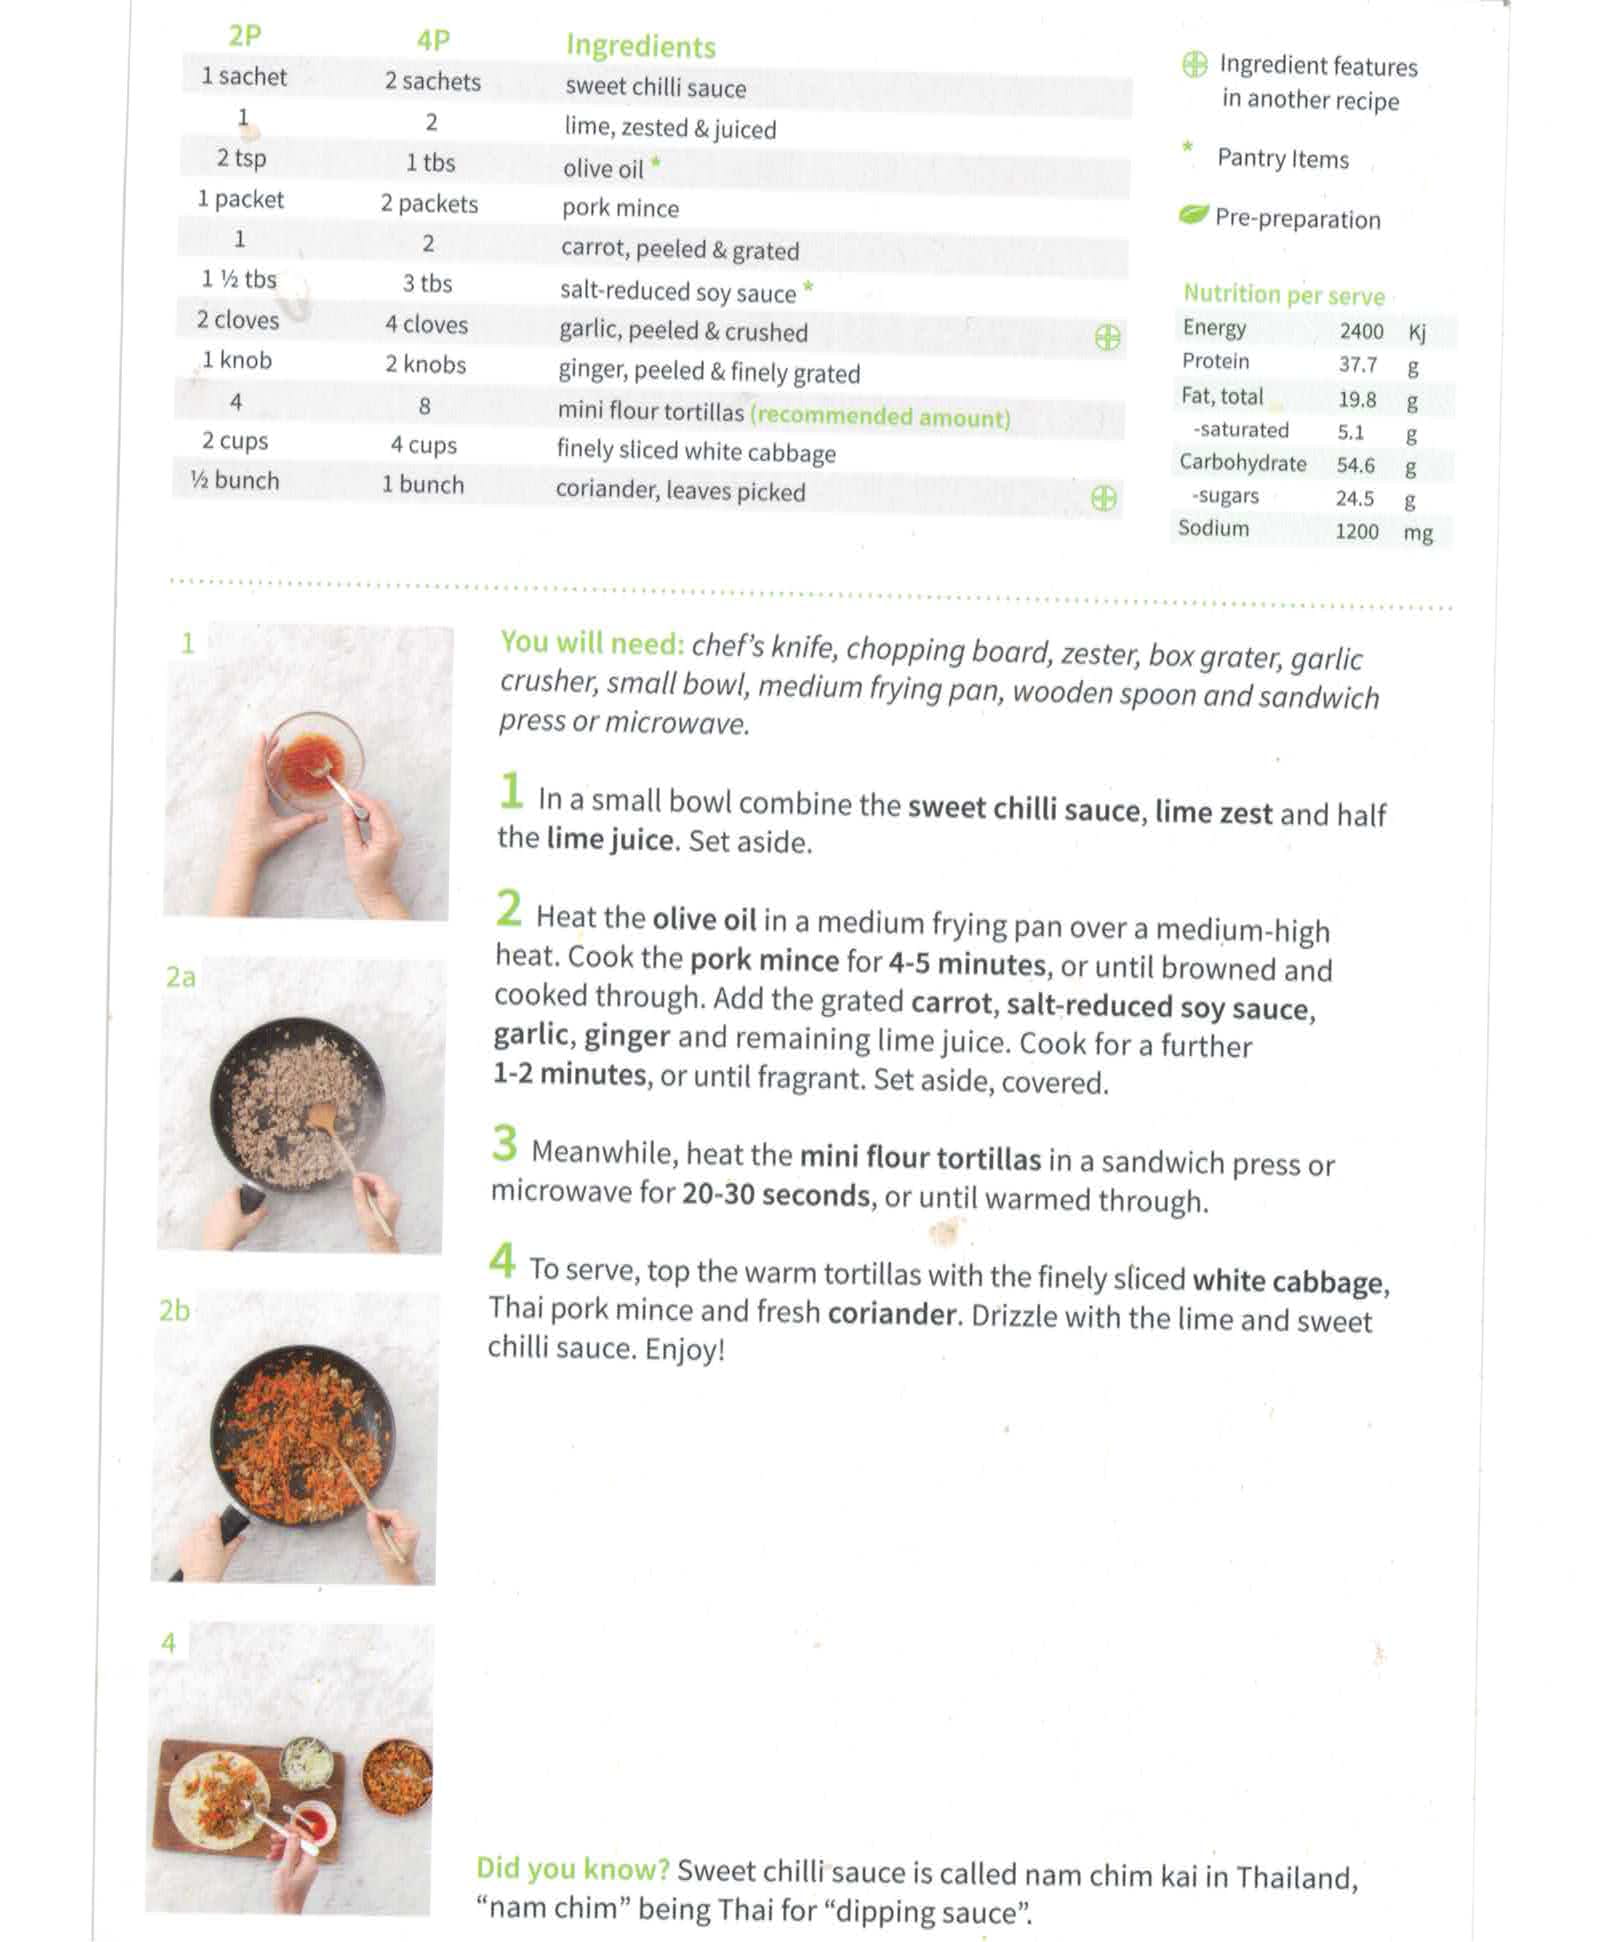 2P 4P Ingredients
1 sachet 2 sachets sweet chilli sauce
1 2 lime, zested & juiced
2 tsp 1 tbs olive oil *
1 packet 2 packets pork mince
1 2 carrot, peeled & grated
1 ½ tbs 3 tbs salt-reduced soy sauce *
2 cloves 4 cloves garlic, peeled & crushed
1 knob 2 knobs ginger, peeled & finely grated
4 8 mini flour tortillas (recommended amount)
2 cups 4 cups finely sliced white cabbage
½ bunch 1 bunch coriander, leaves picked
Ingredient features
in another recipe
* Pantry Items
Pre-preparation
Nutrition per serve
Energy 2400 Kj
Protein 37.7 g
Fat, total 19.8 g
-saturated 5.1 g
Carbohydrate 54.6 g
-sugars 24.5 g
Sodium 1200 mg
1
You will need: chef's knife, chopping board, zester, box grater, garlic
crusher, small bowl, medium frying pan, wooden spoon and sandwich
press or microwave.
1 In a small bowl combine the sweet chilli sauce, lime zest and half
the lime juice. Set aside.
2a
2 Heat the olive oil in a medium frying pan over a medium-high
heat. Cook the pork mince for 4-5 minutes, or until browned and
cooked through. Add the grated carrot, salt-reduced soy sauce,
garlic, ginger and remaining lime juice. Cook for a further
1-2 minutes, or until fragrant. Set aside, covered.
3 Meanwhile, heat the mini flour tortillas in a sandwich press or
microwave for 20-30 seconds, or until warmed through.
2b
4 To serve, top the warm tortillas with the finely sliced white cabbage,
Thai pork mince and fresh coriander. Drizzle with the lime and sweet
chilli sauce. Enjoy!
4
Did you know? Sweet chilli sauce is called nam chim kai in Thailand,
“nam chim” being Thai for “dipping sauce”.